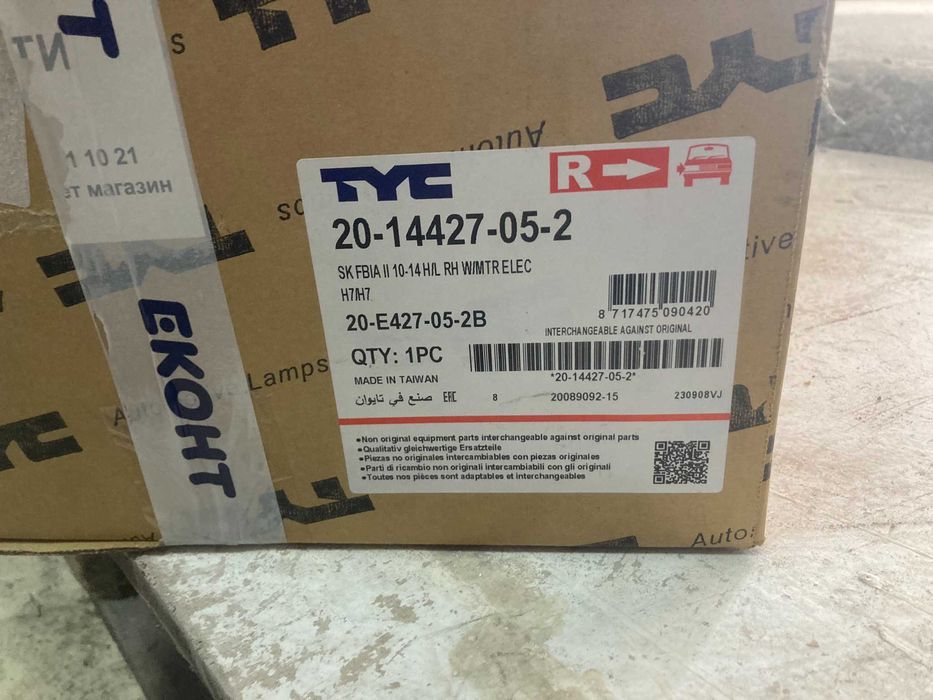 TYC
R
20-14427-05-2
SK FBIA II 10-14 H/L RH W/MTR ELEC
H7/H7
20-E427-05-2B
8 717475 090420
INTERCHANGEABLE AGAINST ORIGINAL
QTY: 1PC
*20-14427-05-2*
MADE IN TAIWAN
صنع في تايوان EAC 8 20089092-15 230908VJ
•Non original equipment parts interchangeable against original parts
•Qualitativ gleichwertige Ersatzteile
•Piezas no originales intercambiables con piezas originales
•Parti di ricambio non originali intercambiabili con gli originali
•Toutes nos pièces sont adaptables et interchangeables
1 10 21
магазин
ЕКОНТ
Lamps
TYC